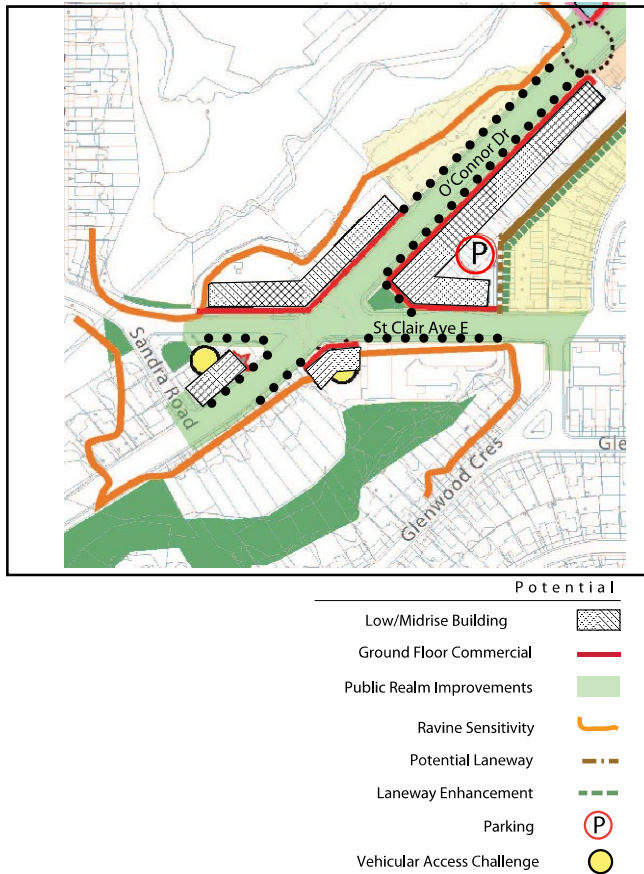 O'Connor Dr
P
St Clair Ave E
Sandra Road
Glenwood Cres
Gle
Potential
Low/Midrise Building
Ground Floor Commercial
Public Realm Improvements
Ravine Sensitivity
Potential Laneway
Laneway Enhancement
Parking
P
Vehicular Access Challenge